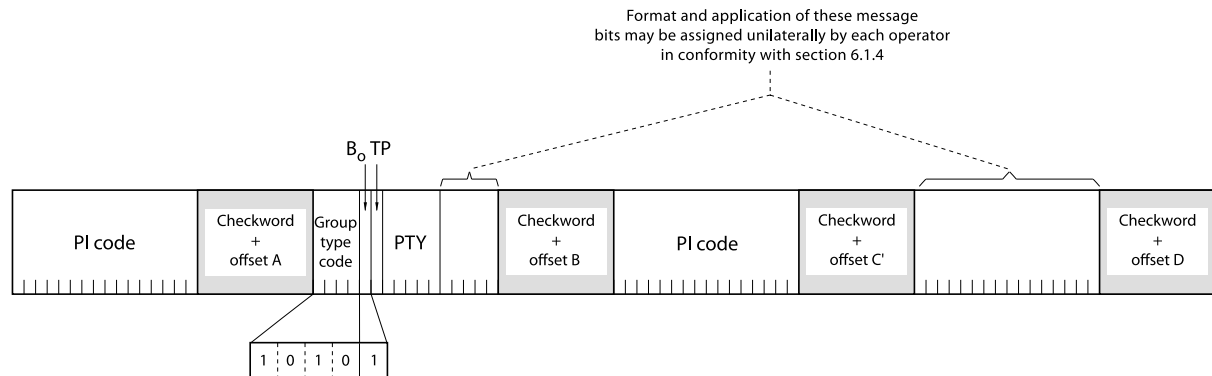 Format and application of these message
bits may be assigned unilaterally by each operator
in conformity with section 6.1.4
Bo TP
PI code
Checkword
+
offset A
Group
type
code
PTY
Checkword
+
offset B
PI code
Checkword
+
offset C'
Checkword
+
offset D
1 0 1 0 1